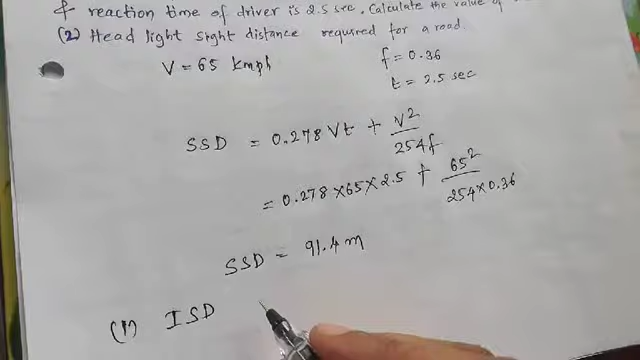 & reaction time of driver is 2.5 sec. Calculate the value of
(2) Head light sight distance required for a road.
V = 65 kmph
f = 0.36
t = 2.5 sec
SSD = 0.278 Vt + V²/254f
= 0.278 × 65 × 2.5 + 65²/254×0.36
SSD = 91.4 m
(1) ISD